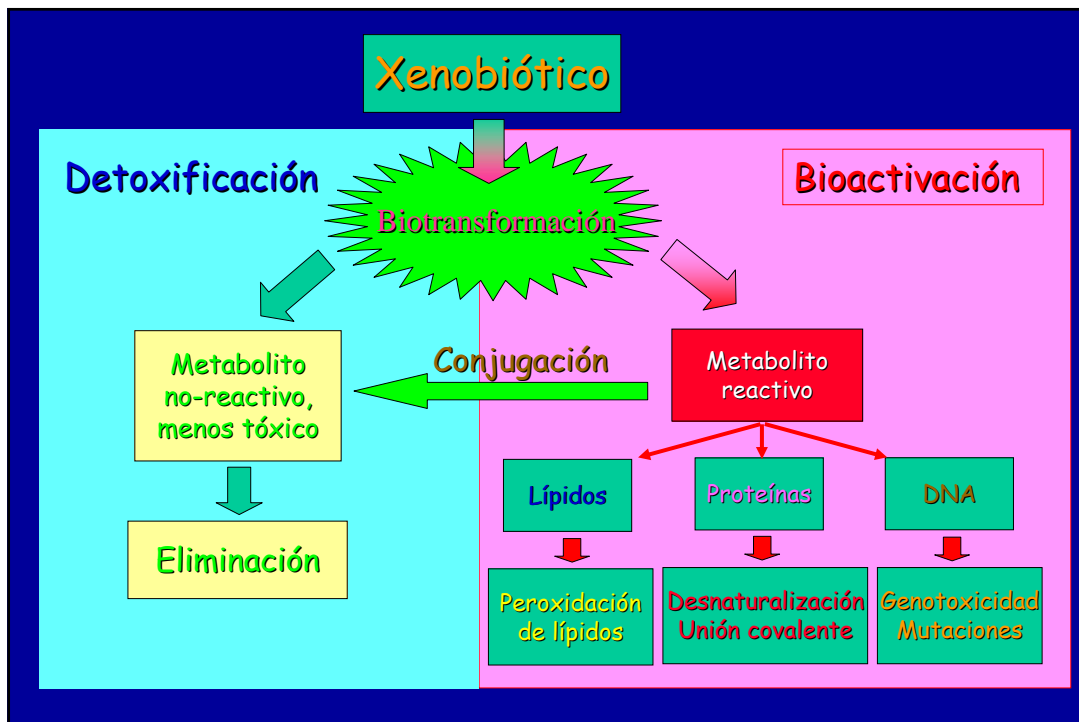 Xenobiótico
Detoxificación
Bioactivación
Biotransformación
Metabolito
no-reactivo,
menos tóxico
Conjugación
Metabolito
reactivo
Lípidos
Proteínas
DNA
Eliminación
Peroxidación
de lípidos
Desnaturalización
Unión covalente
Genotoxicidad
Mutaciones